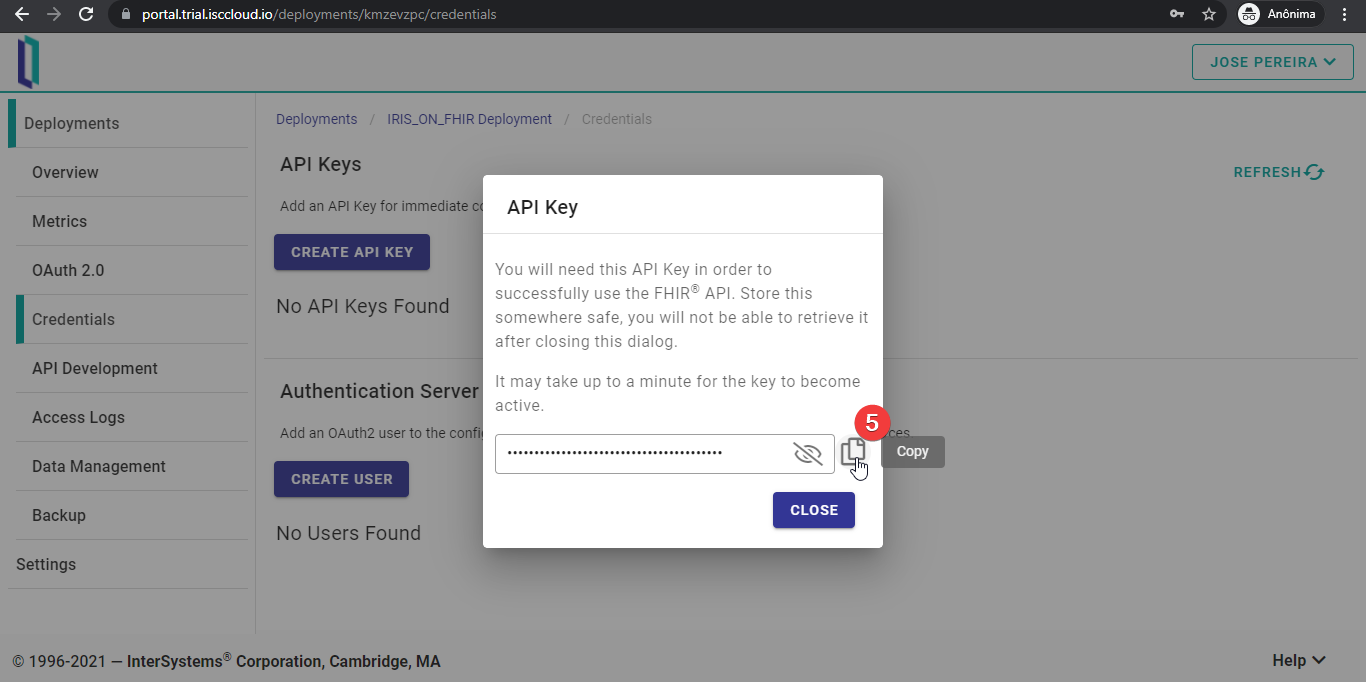 portal.trial.isccloud.io/deployments/kmzevzpc/credentials
Anônima
JOSE PEREIRA
Deployments
Overview
Metrics
OAuth 2.0
Credentials
API Development
Access Logs
Data Management
Backup
Settings
Deployments / IRIS_ON_FHIR Deployment / Credentials
API Keys
REFRESH
Add an API Key for immediate
CREATE API KEY
No API Keys Found
Authentication Server
Add an OAuth2 user to the
CREATE USER
No Users Found
API Key
You will need this API Key in order to
successfully use the FHIR® API. Store this
somewhere safe, you will not be able to retrieve it
after closing this dialog.
It may take up to a minute for the key to become
active.
••••••••••••••••••••••••••••••••••••••••
5
Copy
CLOSE
© 1996-2021 — InterSystems® Corporation, Cambridge, MA
Help